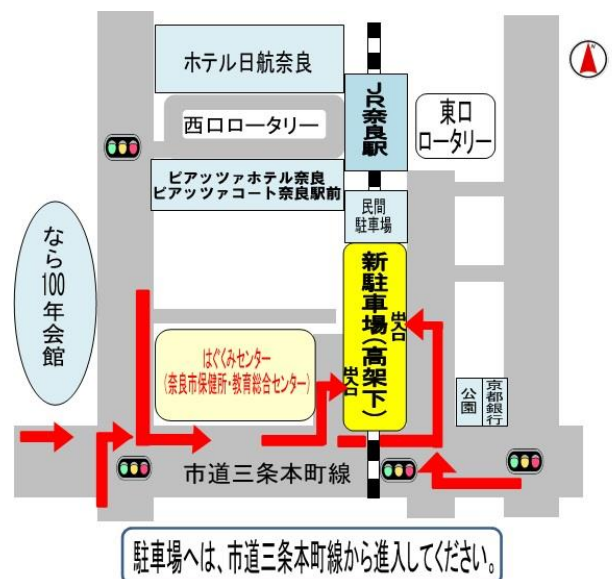 ホテル日航奈良
JR奈良駅
西口ロータリー
東口
ロータリー
ピアッツァホテル奈良
ピアッツァコート奈良駅前
民間
駐車場
なら100年会館
新駐車場(高架下)
出入口
出入口
はぐくみセンター
(奈良市保健所・教育総合センター)
公園
京都銀行
市道三条本町線
駐車場へは、市道三条本町線から進入してください。